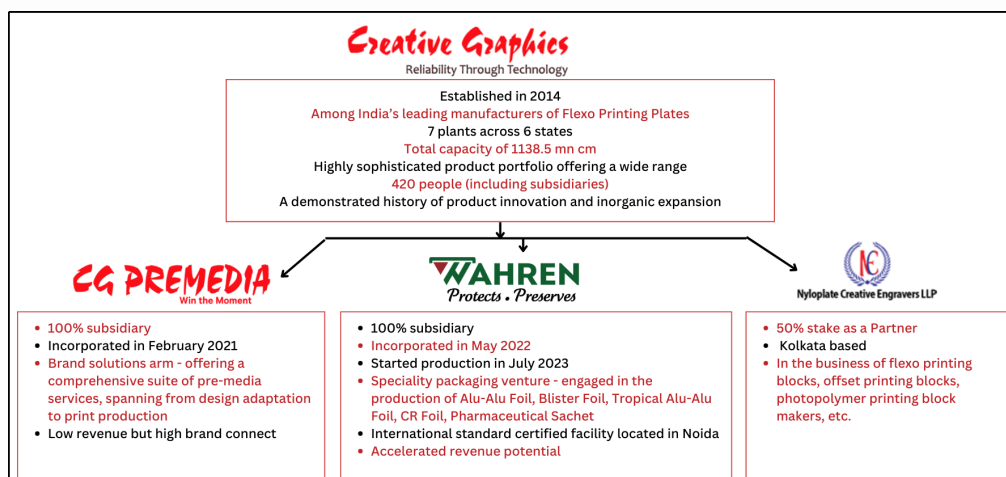 Creative Graphics
Reliability Through Technology
Established in 2014
Among India's leading manufacturers of Flexo Printing Plates
7 plants across 6 states
Total capacity of 1138.5 mn cm
Highly sophisticated product portfolio offering a wide range
420 people (including subsidiaries)
A demonstrated history of product innovation and inorganic expansion
CG PREMEDIA
Win the Moment
• 100% subsidiary
• Incorporated in February 2021
• Brand solutions arm - offering a
comprehensive suite of pre-media
services, spanning from design adaptation
to print production
• Low revenue but high brand connect
WAHREN
Protects . Preserves
• 100% subsidiary
• Incorporated in May 2022
• Started production in July 2023
• Speciality packaging venture - engaged in the
production of Alu-Alu Foil, Blister Foil, Tropical Alu-Alu
Foil, CR Foil, Pharmaceutical Sachet
• International standard certified facility located in Noida
• Accelerated revenue potential
NC
Nyloplate Creative Engravers LLP
• 50% stake as a Partner
• Kolkata based
• In the business of flexo printing
blocks, offset printing blocks,
photopolymer printing block
makers, etc.